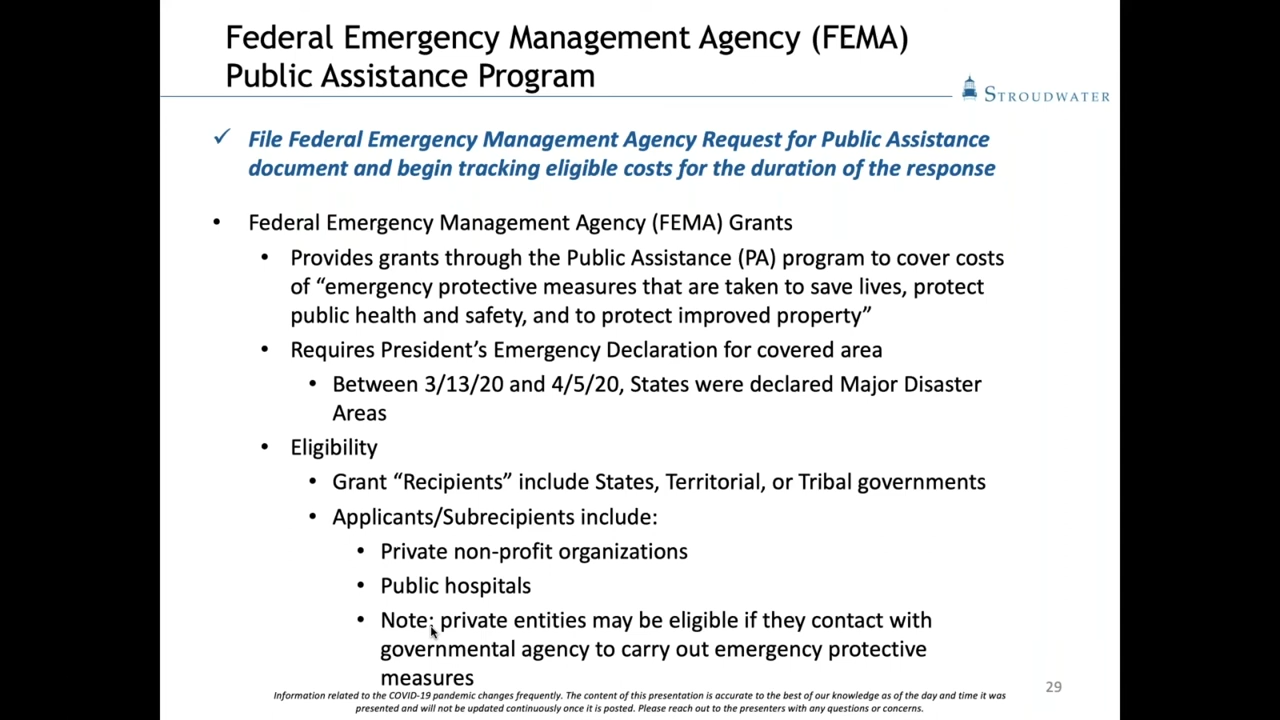 Federal Emergency Management Agency (FEMA)
Public Assistance Program
STROUDWATER
✓ File Federal Emergency Management Agency Request for Public Assistance
document and begin tracking eligible costs for the duration of the response
• Federal Emergency Management Agency (FEMA) Grants
• Provides grants through the Public Assistance (PA) program to cover costs
of “emergency protective measures that are taken to save lives, protect
public health and safety, and to protect improved property”
• Requires President’s Emergency Declaration for covered area
• Between 3/13/20 and 4/5/20, States were declared Major Disaster
Areas
• Eligibility
• Grant “Recipients” include States, Territorial, or Tribal governments
• Applicants/Subrecipients include:
• Private non-profit organizations
• Public hospitals
• Note: private entities may be eligible if they contact with
governmental agency to carry out emergency protective
measures
Information related to the COVID-19 pandemic changes frequently. The content of this presentation is accurate to the best of our knowledge as of the day and time it was
presented and will not be updated continuously once it is posted. Please reach out to the presenters with any questions or concerns.
29